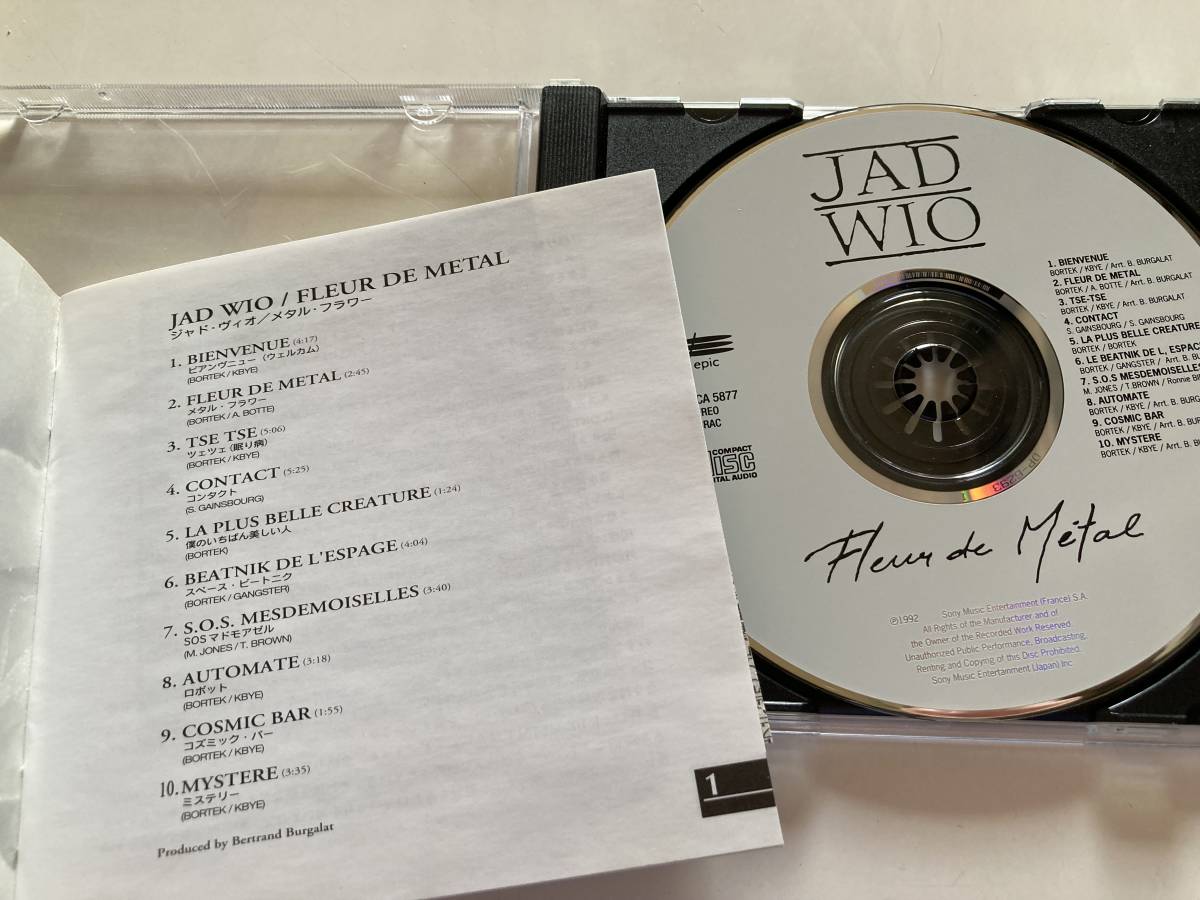 JAD WIO / FLEUR DE METAL
ジャド・ヴィオ／メタル・フラワー
1. BIENVENUE (4:17)
ビアンヴニュー (ウェルカム)
(BORTEK / KBYE)
2. FLEUR DE METAL (2:45)
メタル・フラワー
(BORTEK / A. BOTTE)
3. TSE TSE (5:06)
ツェツェ (眠り病)
(BORTEK / KBYE)
4. CONTACT (5:25)
コンタクト
(S. GAINSBOURG)
5. LA PLUS BELLE CREATURE (1:24)
僕のいちばん美しい人
(BORTEK)
6. BEATNIK DE L'ESPAGE (4:04)
スペース・ビートニク
(BORTEK / GANGSTER)
7. S.O.S. MESDEMOISELLES (3:40)
SOSマドモアゼル
(M. JONES / T. BROWN)
8. AUTOMATE (3:18)
ロボット
(BORTEK / KBYE)
9. COSMIC BAR (1:55)
コズミック・バー
(BORTEK / KBYE)
10. MYSTERE (3:35)
ミステリー
(BORTEK / KBYE)
Produced by Bertrand Burgalat
1
JAD
WIO
1. BIENVENUE
BORTEK / KBYE / Arrt. B. BURGALAT
2. FLEUR DE METAL
BORTEK / A. BOTTE / Arrt. B. BURGALAT
3. TSE-TSE
BORTEK / KBYE / Arrt. B. BURGALAT
4. CONTACT
S. GAINSBOURG / S. GAINSBOURG
5. LA PLUS BELLE CREATURE
BORTEK / BORTEK
6. LE BEATNIK DE L, ESPACE
BORTEK / GANGSTER / Arrt. B. BU
7. S.O.S MESDEMOISELLES
M. JONES / T.BROWN / Ronnie BI
8. AUTOMATE
BORTEK / KBYE / Arrt. B. BURGA
9. COSMIC BAR
BORTEK / KBYE / Arrt. B. BURGALA
10. MYSTERE
BORTEK / KBYE / Arrt. B. BURGALAT
epic
CA 5877
REO
RAC
COMPACT
DISC
ITAL AUDIO
Fleur de Métal
℗1992 Sony Music Entertainment (France) S.A.
All Rights of the Manufacturer and of
the Owner of the Recorded Work Reserved.
Unauthorized Public Performance, Broadcasting,
Renting and Copying of this Disc Prohibited.
Sony Music Entertainment (Japan) Inc